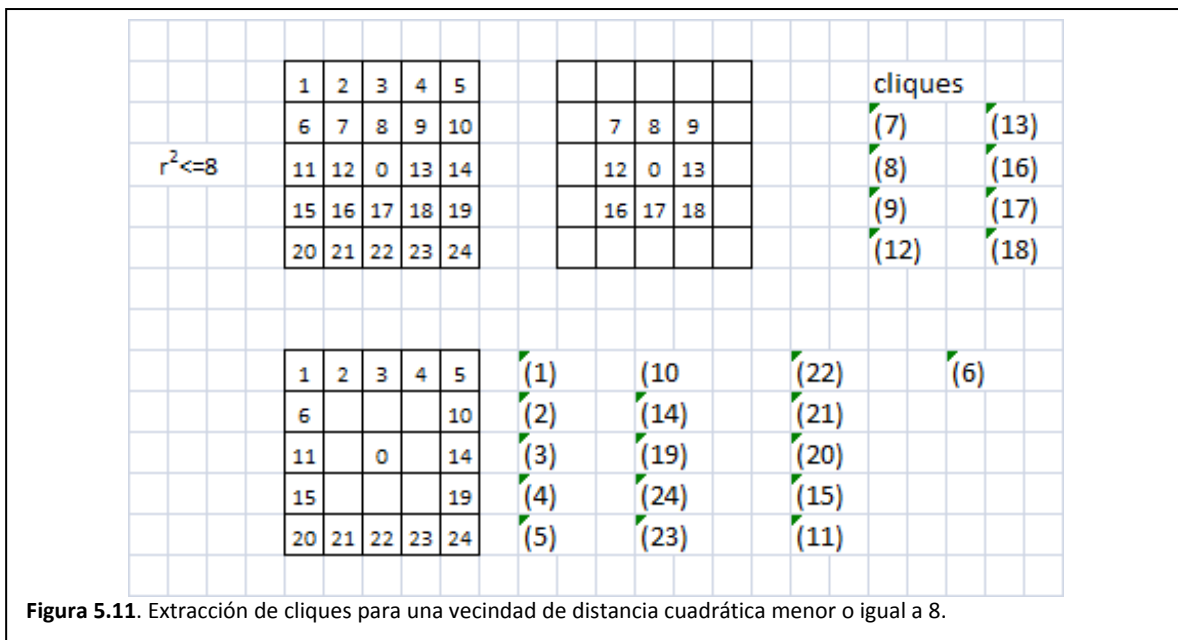 1 2 3 4 5 cliques
6 7 8 9 10 7 8 9 (7) (13)
r²<=8 11 12 0 13 14 12 0 13 (8) (16)
15 16 17 18 19 16 17 18 (9) (17)
20 21 22 23 24 (12) (18)
1 2 3 4 5 (1) (10 (22) (6)
6 10 (2) (14) (21)
11 0 14 (3) (19) (20)
15 19 (4) (24) (15)
20 21 22 23 24 (5) (23) (11)
Figura 5.11. Extracción de cliques para una vecindad de distancia cuadrática menor o igual a 8.